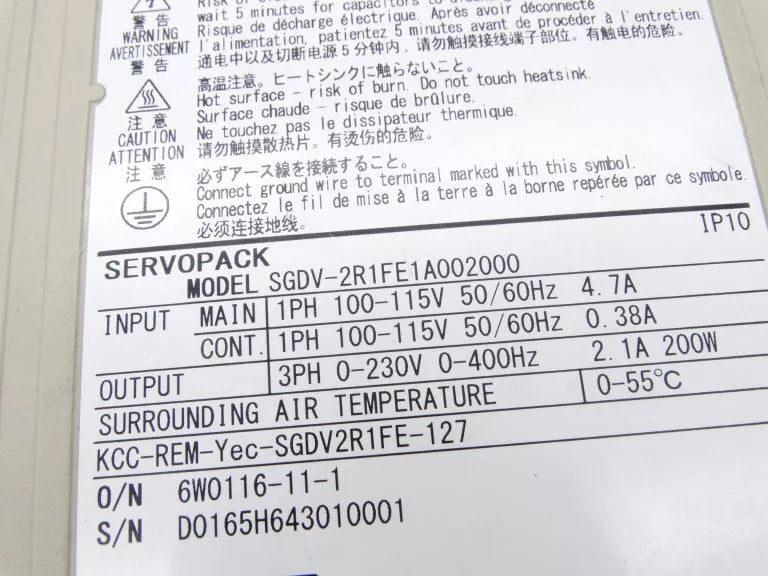 wait 5 minutes for capacitors to
警告 Risque de décharge électrique. Après avoir déconnecté
WARNING l'alimentation, patientez 5 minutes avant de procéder à l'entretien.
AVERTISSEMENT 通电中以及切断电源5分钟内，请勿触摸接线端子部位。有触电的危险。
警告
高温注意。ヒートシンクに触らないこと。
Hot surface - risk of burn. Do not touch heatsink.
注意 Surface chaude - risque de brûlure.
CAUTION Ne touchez pas le dissipateur thermique.
ATTENTION 请勿触摸散热片。有烫伤的危险。
注意
必ずアース線を接続すること。
Connect ground wire to terminal marked with this symbol.
Connectez le fil de mise à la terre à la borne repérée par ce symbole.
必须连接地线。
IP10
SERVOPACK
MODEL SGDV-2R1FE1A002000
INPUT MAIN 1PH 100-115V 50/60Hz 4.7A
CONT. 1PH 100-115V 50/60Hz 0.38A
OUTPUT 3PH 0-230V 0-400Hz 2.1A 200W
SURROUNDING AIR TEMPERATURE 0-55°C
KCC-REM-Yec-SGDV2R1FE-127
O/N 6W0116-11-1
S/N D0165H643010001